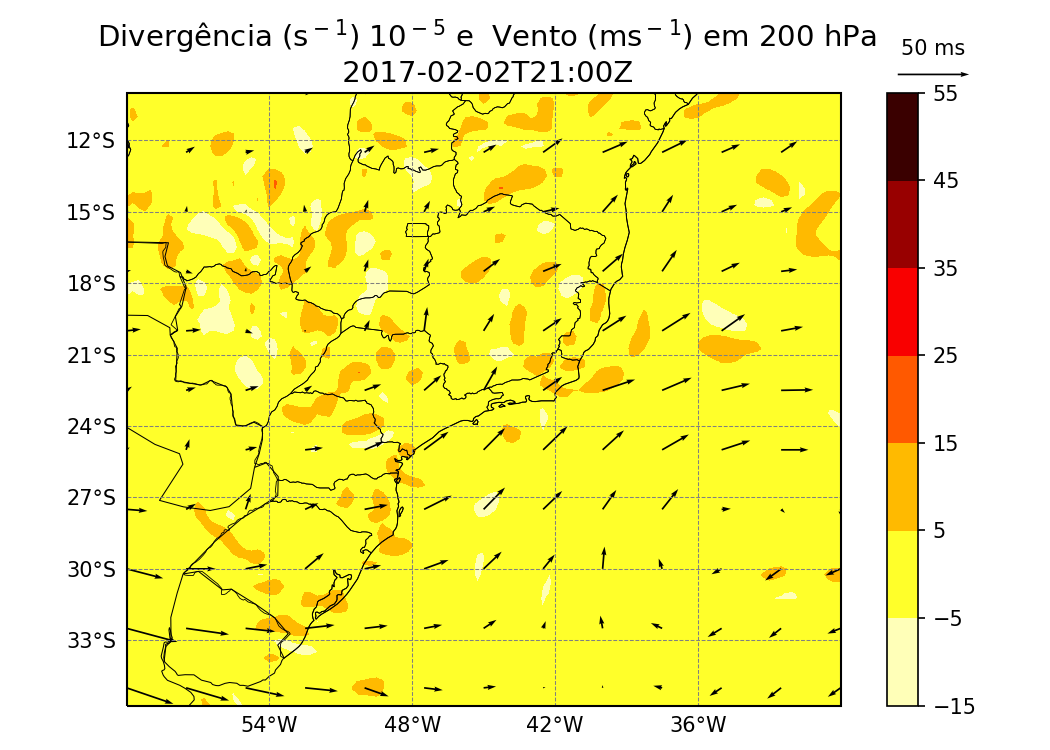 Divergência (s⁻¹) 10⁻⁵ e  Vento (ms⁻¹) em 200 hPa
2017-02-02T21:00Z
50 ms
12°S
15°S
18°S
21°S
24°S
27°S
30°S
33°S
54°W
48°W
42°W
36°W
55
45
35
25
15
5
−5
−15